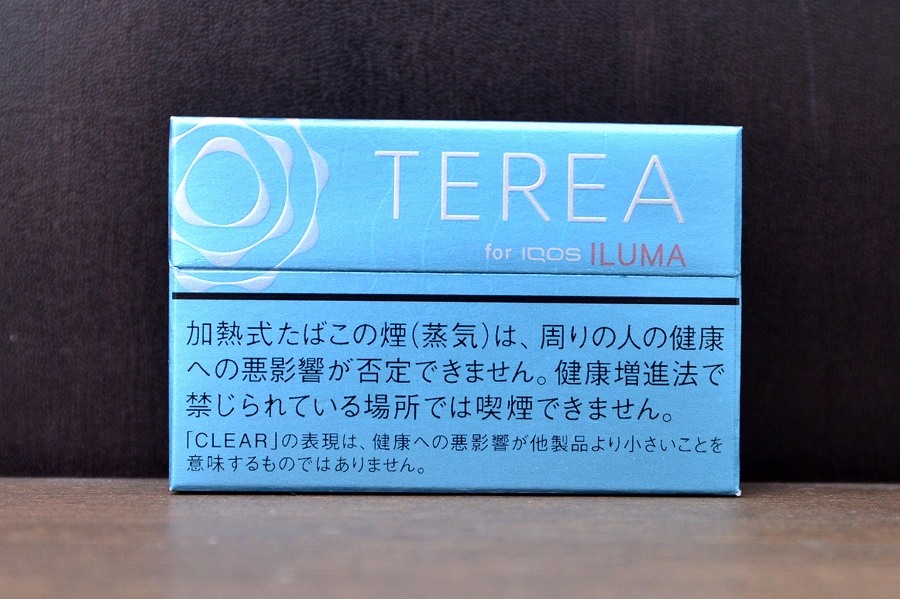 TEREA
for IQOS ILUMA
加熱式たばこの煙(蒸気)は、周りの人の健康
への悪影響が否定できません。健康増進法で
禁じられている場所では喫煙できません。
「CLEAR」の表現は、健康への悪影響が他製品より小さいことを
意味するものではありません。